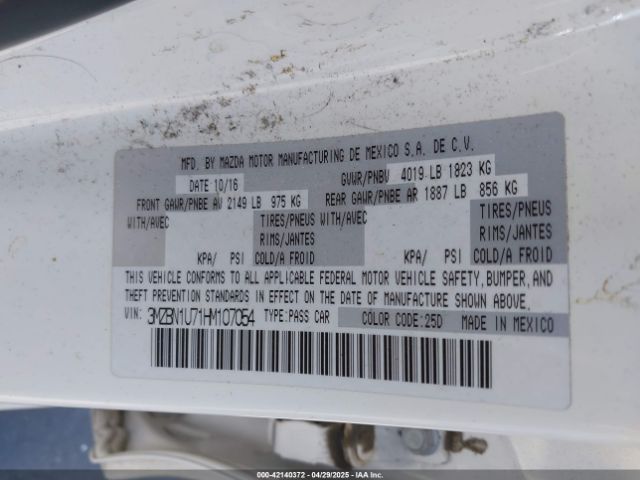 MFD. BY MAZDA MOTOR MANUFACTURING DE MEXICO S.A. DE C.V.
DATE 10/16 GVWR/PNBV 4019 LB 1823 KG
FRONT GAWR/PNBE AV 2149 LB 975 KG REAR GAWR/PNBE AR 1887 LB 856 KG
WITH/AVEC TIRES/PNEUS WITH/AVEC TIRES/PNEUS
RIMS/JANTES RIMS/JANTES
KPA/ PSI COLD/A FROID KPA/ PSI COLD/A FROID
THIS VEHICLE CONFORMS TO ALL APPLICABLE FEDERAL MOTOR VEHICLE SAFETY, BUMPER, AND
THEFT PREVENTION STANDARDS IN EFFECT ON THE DATE OF MANUFACTURE SHOWN ABOVE.
VIN: 3MZBN1U71HM107054 TYPE:PASS CAR COLOR CODE:25D MADE IN MEXICO
000-42140372 - 04/29/2025 - IAAI.com